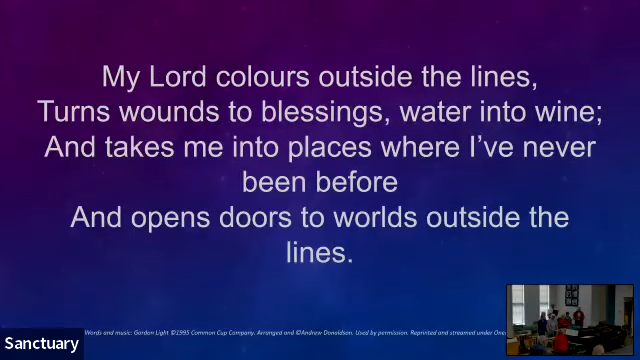 My Lord colours outside the lines,
Turns wounds to blessings, water into wine;
And takes me into places where I’ve never
been before
And opens doors to worlds outside the
lines.
Words and music: Gordon Light ©1995 Common Cup Company. Arranged and ©Andrew Donaldson. Used by permission. Reprinted and streamed under One
Sanctuary